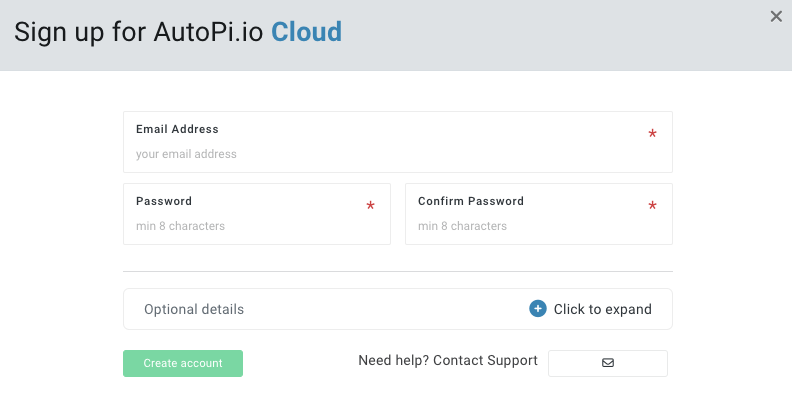 Sign up for AutoPi.io Cloud
Email Address
*
your email address
Password
*
min 8 characters
Confirm Password
*
min 8 characters
Optional details
Click to expand
Create account
Need help? Contact Support